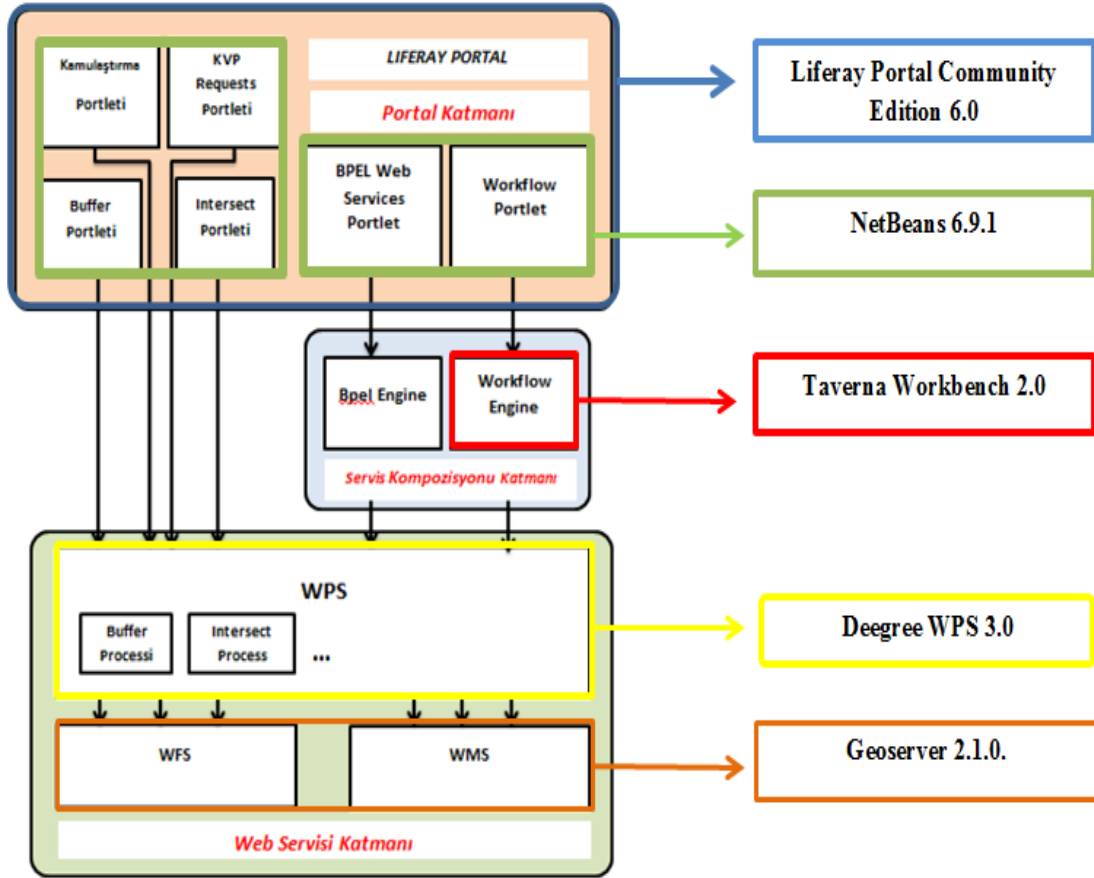 Kamulaştırma
Portleti
KVP
Requests
Portleti
LIFERAY PORTAL
Portal Katmanı
Buffer
Portleti
Intersect
Portleti
BPEL Web
Services
Portlet
Workflow
Portlet
Liferay Portal Community
Edition 6.0
NetBeans 6.9.1
Bpel Engine
Workflow
Engine
Servis Kompozisyonu Katmanı
Taverna Workbench 2.0
WPS
Buffer
Processi
Intersect
Process
...
Deegree WPS 3.0
WFS
WMS
Web Servisi Katmanı
Geoserver 2.1.0.